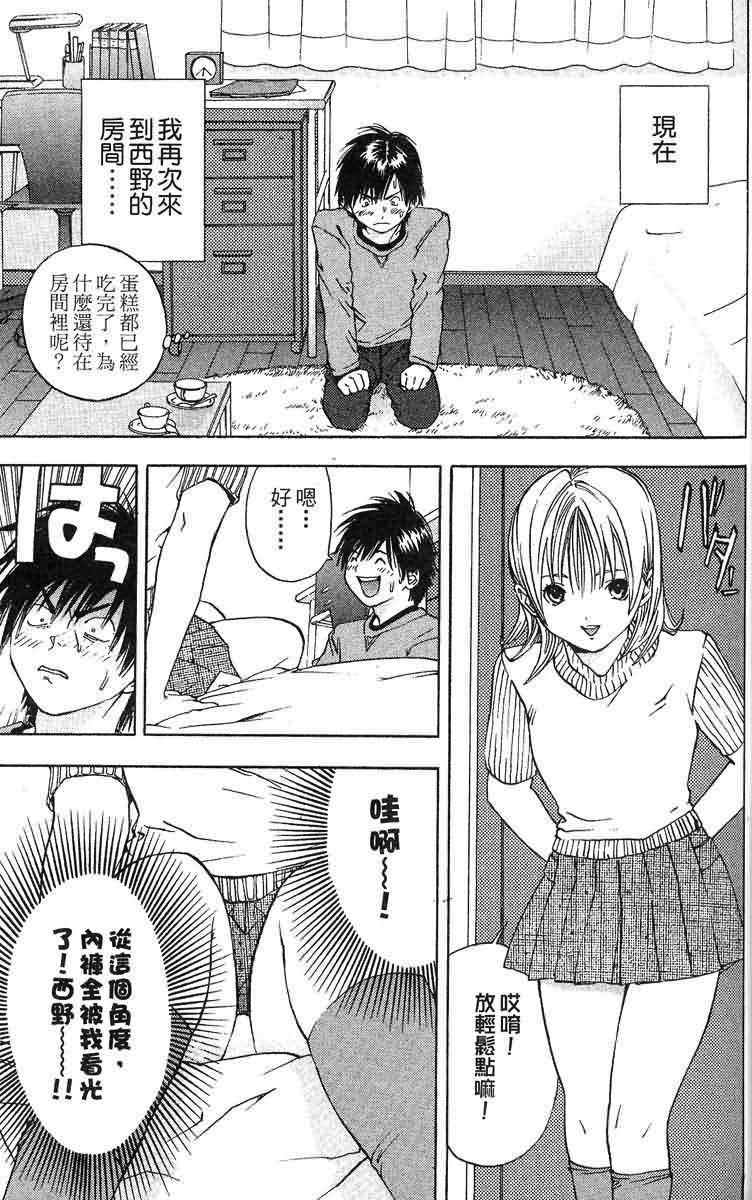 現在
我再次來
到西野的
房間……
蛋糕都已經
吃完了，為
什麼還待在
房間裡呢？
パタン
哎唷！
放輕鬆點嘛！
嗯……
好……
はっ
哇啊～～！
從這個角度，
內褲全被我看光
了！西野～～!!